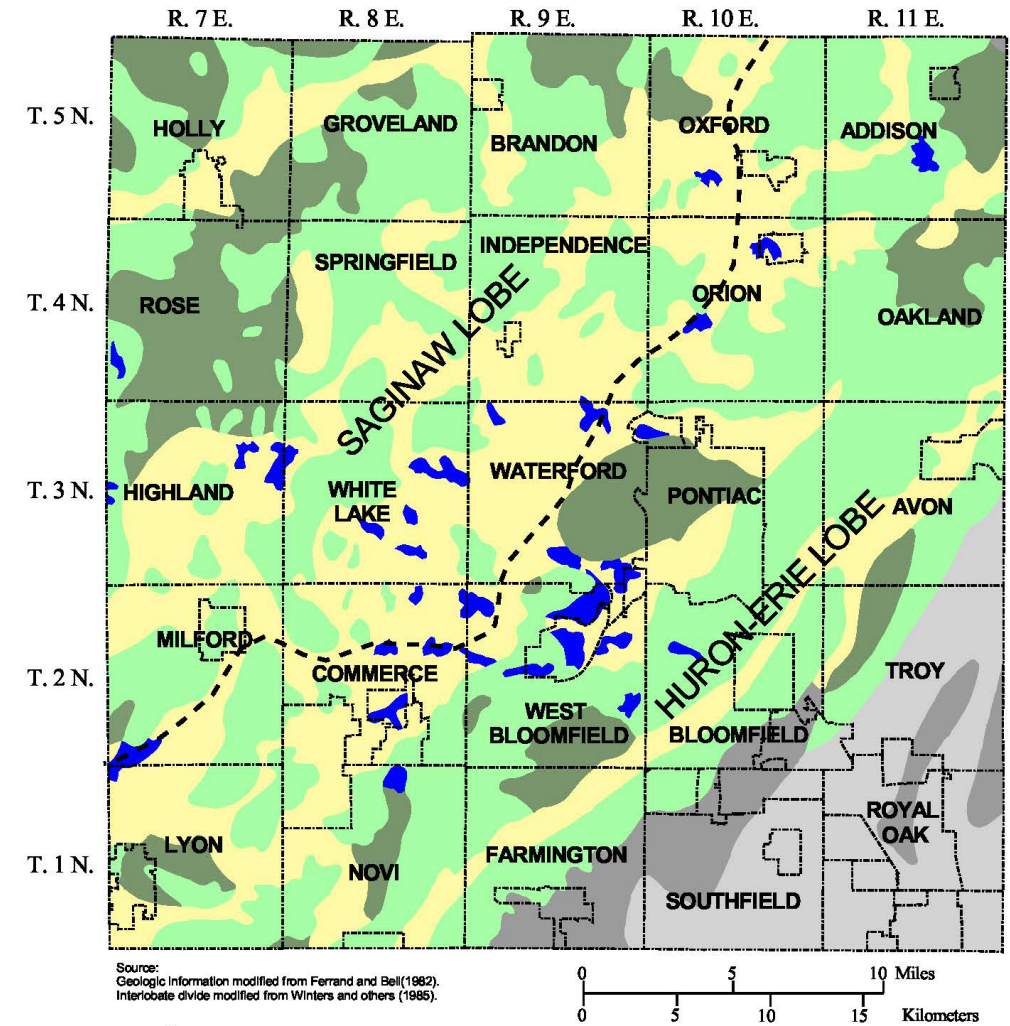 R. 7 E. R. 8 E. R. 9 E. R. 10 E. R. 11 E.
T. 5 N.
HOLLY
GROVELAND
BRANDON
OXFORD
ADDISON
T. 4 N.
ROSE
SPRINGFIELD
INDEPENDENCE
ORION
OAKLAND
SAGINAW LOBE
T. 3 N.
HIGHLAND
WHITE
LAKE
WATERFORD
PONTIAC
AVON
HURON-ERIE LOBE
T. 2 N.
MILFORD
COMMERCE
WEST
BLOOMFIELD
BLOOMFIELD
TROY
T. 1 N.
LYON
NOVI
FARMINGTON
SOUTHFIELD
ROYAL
OAK
Source:
Geologic Information modified from Ferrand and Bell(1982).
Interlobate divide modified from Winters and others (1985).
0 5 10 Miles
0 5 10 15 Kilometers